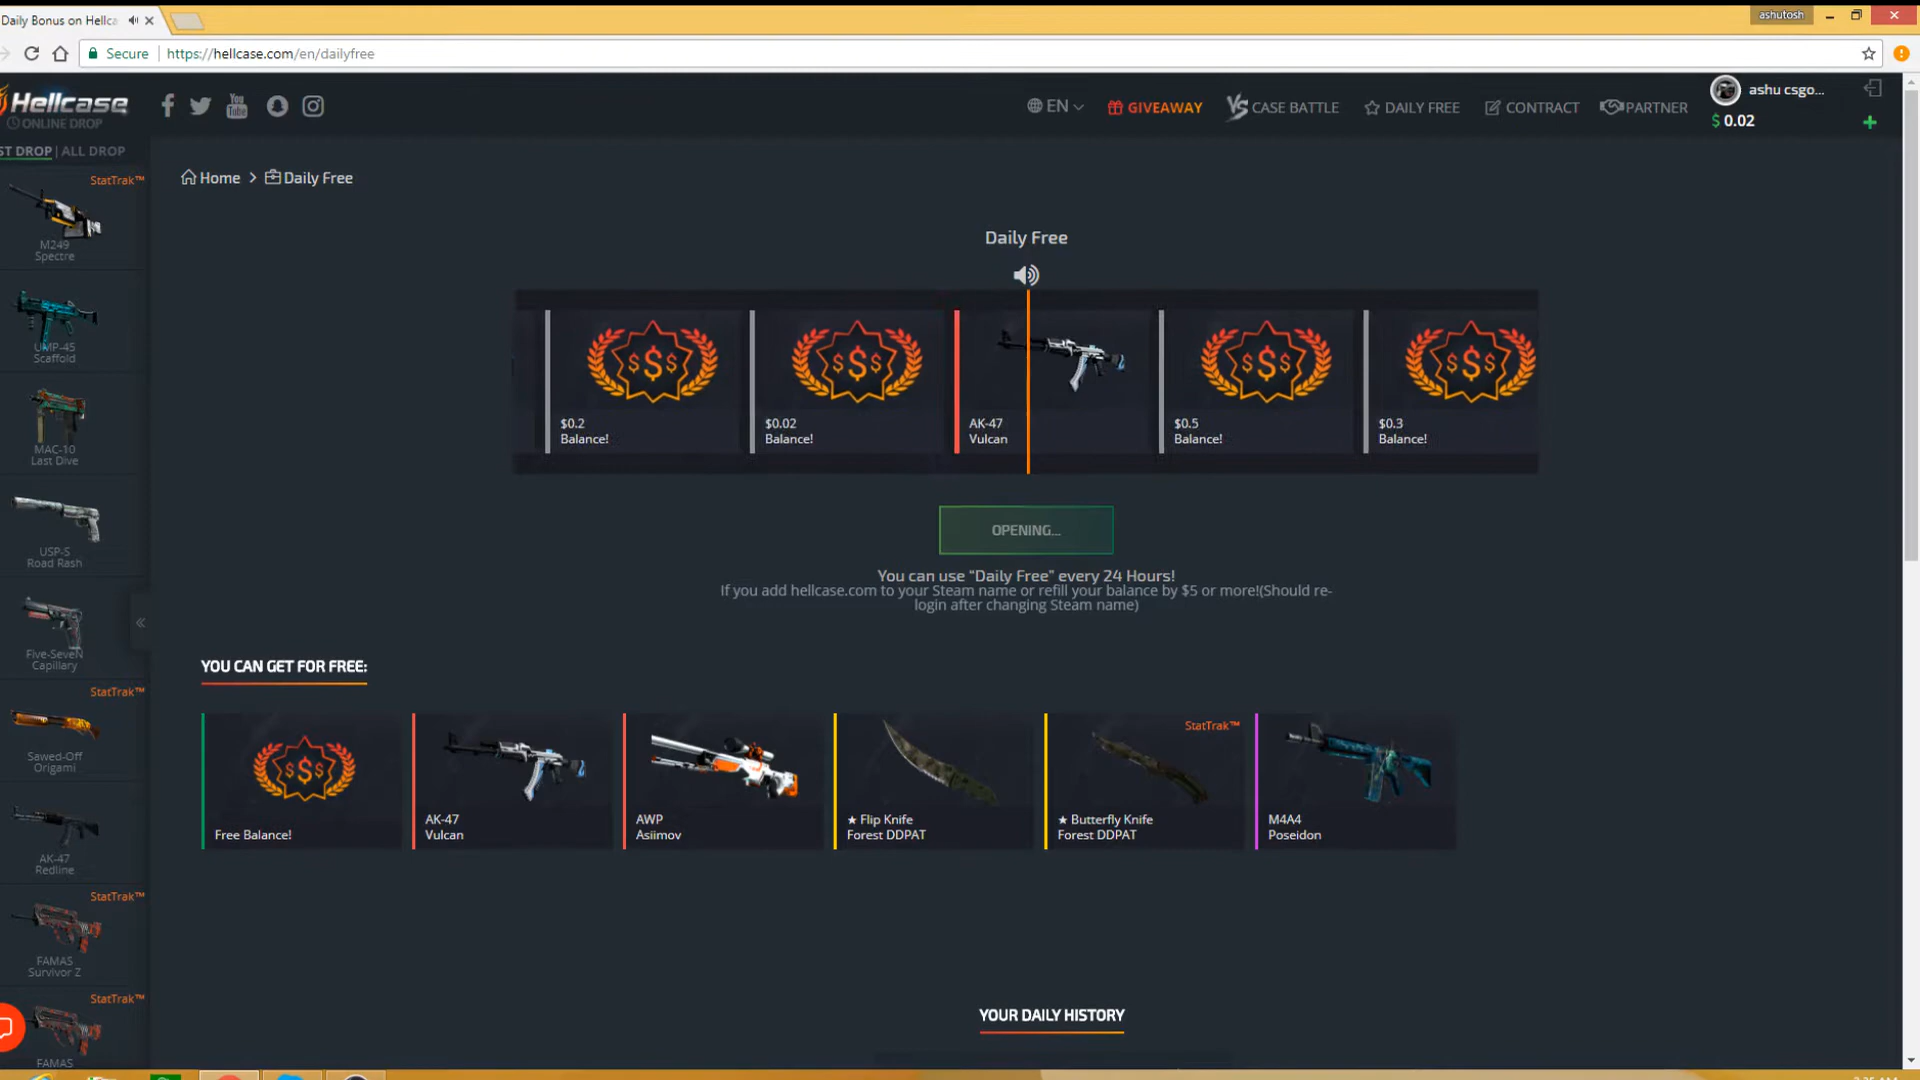 Daily Bonus on Hellca
ashutosh
Secure
https://hellcase.com/en/dailyfree
Hellcase
ONLINE DROP
You Tube
EN
GIVEAWAY
VS CASE BATTLE
DAILY FREE
CONTRACT
PARTNER
ashu csgo...
$ 0.02
ST DROP | ALL DROP
Home > Daily Free
StatTrak™
M249
Spectre
UMP-45
Scaffold
MAC-10
Last Dive
USP-S
Road Rash
Five-SeveN
Capillary
StatTrak™
Sawed-Off
Origami
AK-47
Redline
StatTrak™
FAMAS
Survivor Z
StatTrak™
FAMAS
Daily Free
$0.2
Balance!
$0.02
Balance!
AK-47
Vulcan
$0.5
Balance!
$0.3
Balance!
OPENING...
You can use “Daily Free” every 24 Hours!
If you add hellcase.com to your Steam name or refill your balance by $5 or more!(Should re-
login after changing Steam name)
YOU CAN GET FOR FREE:
Free Balance!
AK-47
Vulcan
AWP
Asiimov
★ Flip Knife
Forest DDPAT
StatTrak™
★ Butterfly Knife
Forest DDPAT
M4A4
Poseidon
YOUR DAILY HISTORY